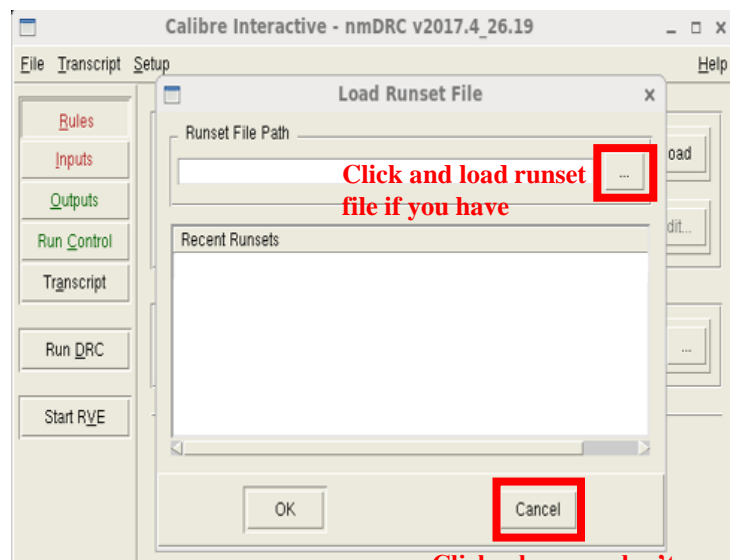 Calibre Interactive - nmDRC v2017.4_26.19
File Transcript Setup Help
Load Runset File
Rules
Inputs
Outputs
Run Control
Transcript
Run DRC
Start RVE
Runset File Path
...
Click and load runset
file if you have
Recent Runsets
OK
Cancel
oad
dit...
...